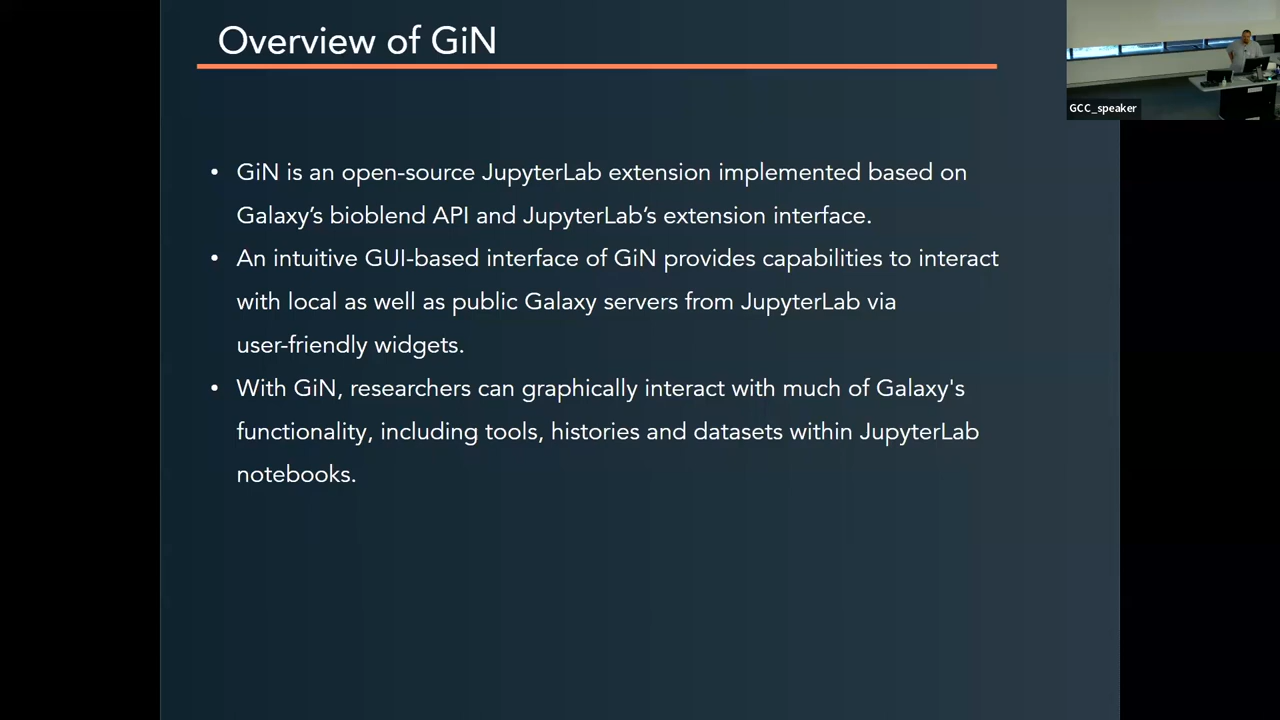 Overview of GiN
GCC_speaker
• GiN is an open-source JupyterLab extension implemented based on
Galaxy’s bioblend API and JupyterLab’s extension interface.
• An intuitive GUI-based interface of GiN provides capabilities to interact
with local as well as public Galaxy servers from JupyterLab via
user-friendly widgets.
• With GiN, researchers can graphically interact with much of Galaxy's
functionality, including tools, histories and datasets within JupyterLab
notebooks.